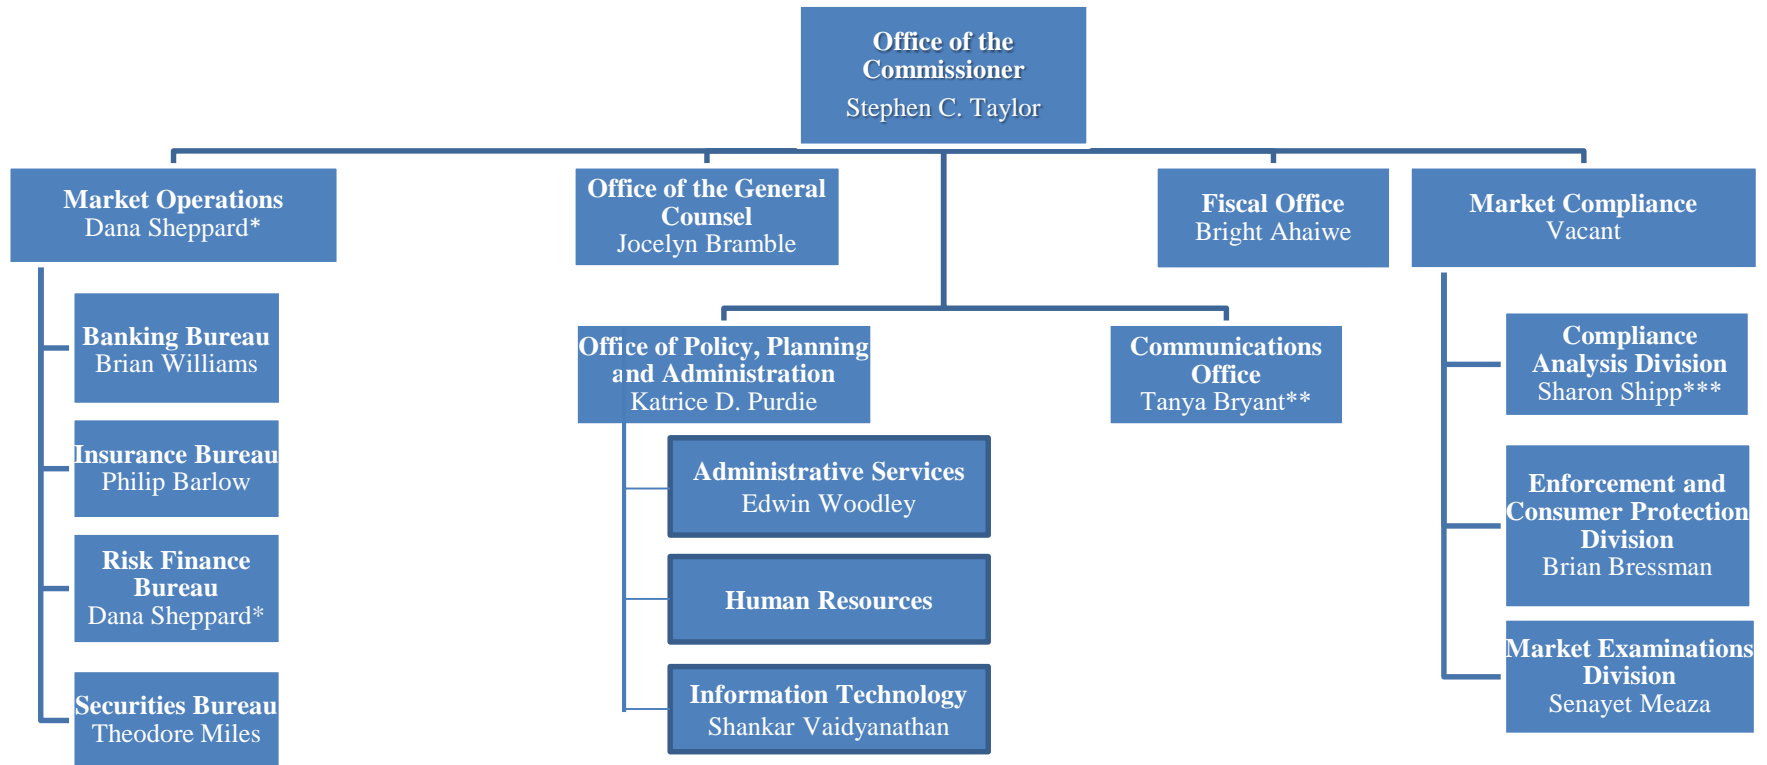 Office of the
Commissioner
Stephen C. Taylor
Market Operations
Dana Sheppard*
Office of the General
Counsel
Jocelyn Bramble
Fiscal Office
Bright Ahaiwe
Market Compliance
Vacant
Banking Bureau
Brian Williams
Insurance Bureau
Philip Barlow
Risk Finance
Bureau
Dana Sheppard*
Securities Bureau
Theodore Miles
Office of Policy, Planning
and Administration
Katrice D. Purdie
Administrative Services
Edwin Woodley
Human Resources
Information Technology
Shankar Vaidyanathan
Communications
Office
Tanya Bryant**
Compliance
Analysis Division
Sharon Shipp***
Enforcement and
Consumer Protection
Division
Brian Bressman
Market Examinations
Division
Senayet Meaza